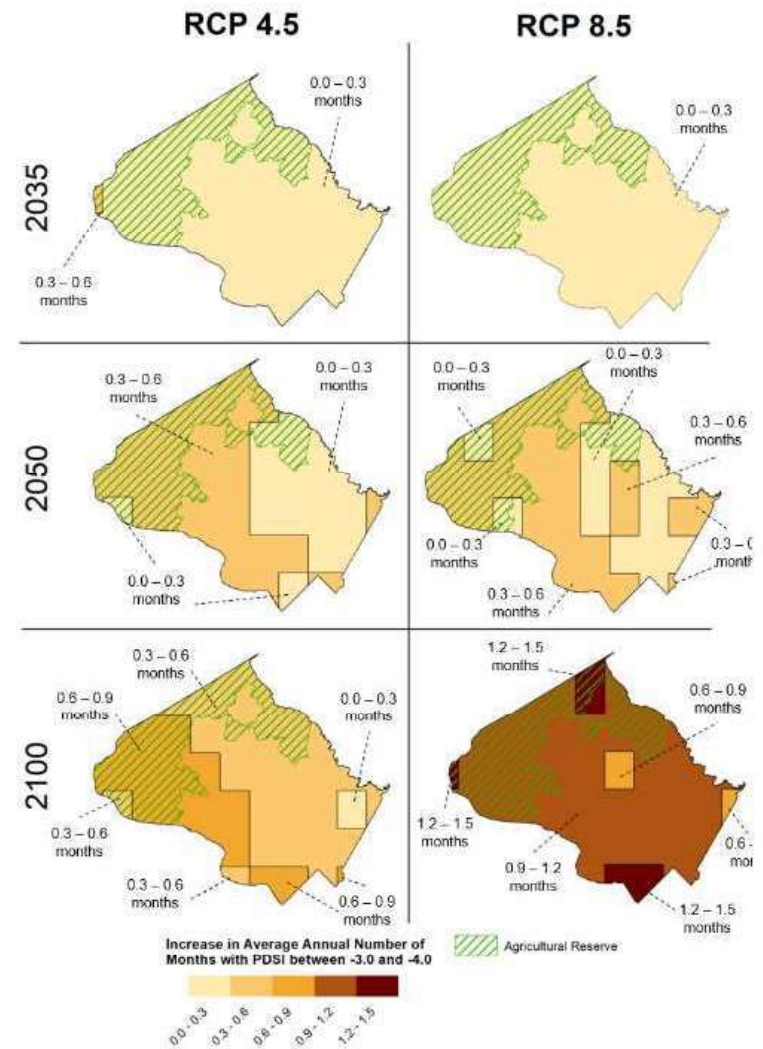 RCP 4.5
RCP 8.5
2035
0.0 – 0.3
months
0.3 – 0.6
months
0.0 – 0.3
months
2050
0.3 – 0.6
months
0.0 – 0.3
months
0.0 – 0.3
months
0.0 – 0.3
months
0.0 – 0.3
months
0.3 – 0.6
months
0.0 – 0.3
months
0.3 – 0.6
months
2100
0.3 – 0.6
months
0.6 – 0.9
months
0.0 – 0.3
months
0.3 – 0.6
months
0.3 – 0.6
months
0.6 – 0.9
months
1.2 – 1.5
months
0.6 – 0.9
months
1.2 – 1.5
months
0.9 – 1.2
months
1.2 – 1.5
months
Increase in Average Annual Number of
Months with PDSI between -3.0 and -4.0
0.0 - 0.3
0.3 - 0.6
0.6 - 0.9
0.9 - 1.2
1.2 - 1.5
Agricultural Reserve